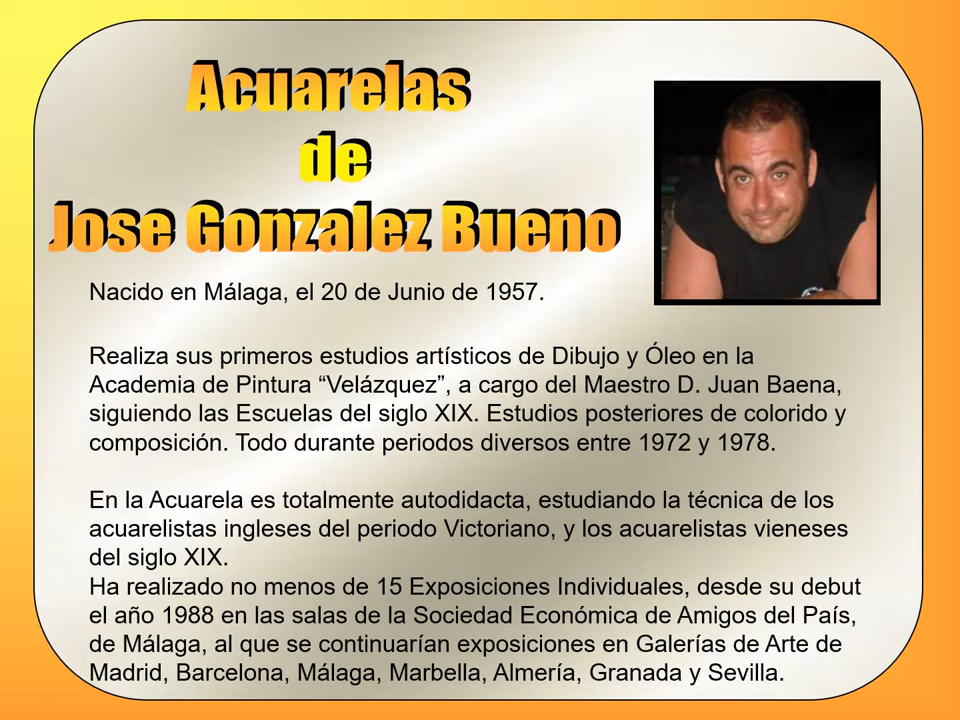 Acuarelas
de
Jose Gonzalez Bueno
Nacido en Málaga, el 20 de Junio de 1957.
Realiza sus primeros estudios artísticos de Dibujo y Óleo en la
Academia de Pintura “Velázquez”, a cargo del Maestro D. Juan Baena,
siguiendo las Escuelas del siglo XIX. Estudios posteriores de colorido y
composición. Todo durante periodos diversos entre 1972 y 1978.
En la Acuarela es totalmente autodidacta, estudiando la técnica de los
acuarelistas ingleses del periodo Victoriano, y los acuarelistas vieneses
del siglo XIX.
Ha realizado no menos de 15 Exposiciones Individuales, desde su debut
el año 1988 en las salas de la Sociedad Económica de Amigos del País,
de Málaga, al que se continuarían exposiciones en Galerías de Arte de
Madrid, Barcelona, Málaga, Marbella, Almería, Granada y Sevilla.